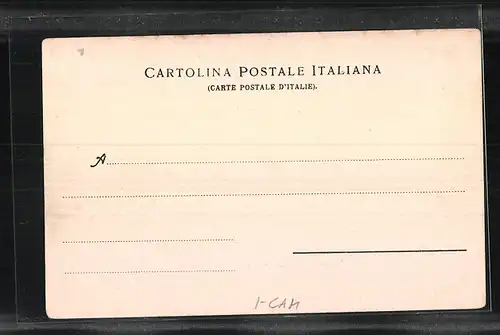 CARTOLINA POSTALE ITALIANA
(CARTE POSTALE D'ITALIE).
A
I-CAM